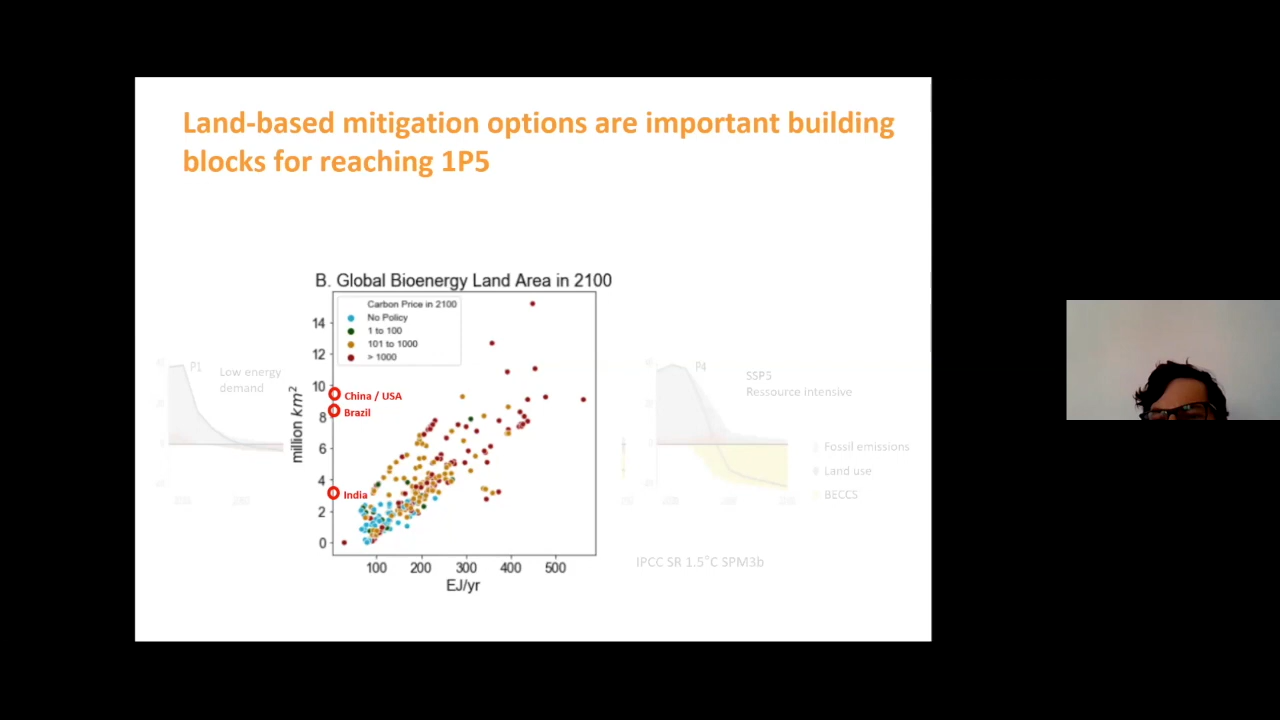 Land-based mitigation options are important building
blocks for reaching 1P5
B. Global Bioenergy Land Area in 2100
Carbon Price in 2100
No Policy
1 to 100
101 to 1000
> 1000
14
12
10
8
6
4
2
0
million km²
China / USA
Brazil
India
100 200 300 400 500
EJ/yr
P1
Low energy
demand
P4
SSP5
Ressource intensive
Fossil emissions
Land use
BECCS
IPCC SR 1.5°C SPM3b